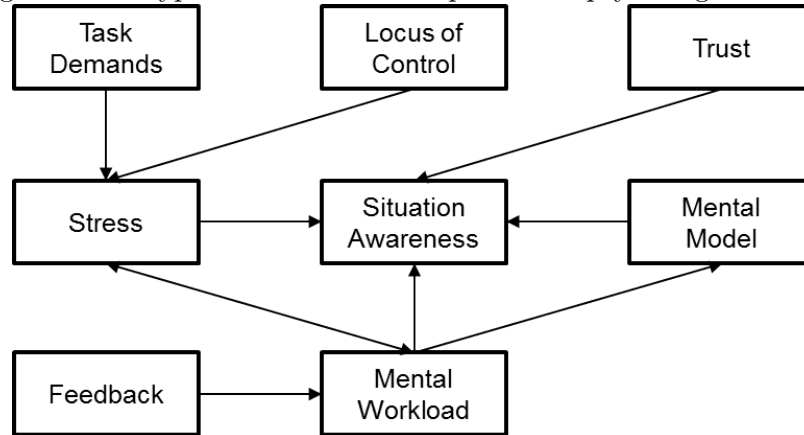 Task
Demands
Locus of
Control
Trust
Stress
Situation
Awareness
Mental
Model
Feedback
Mental
Workload